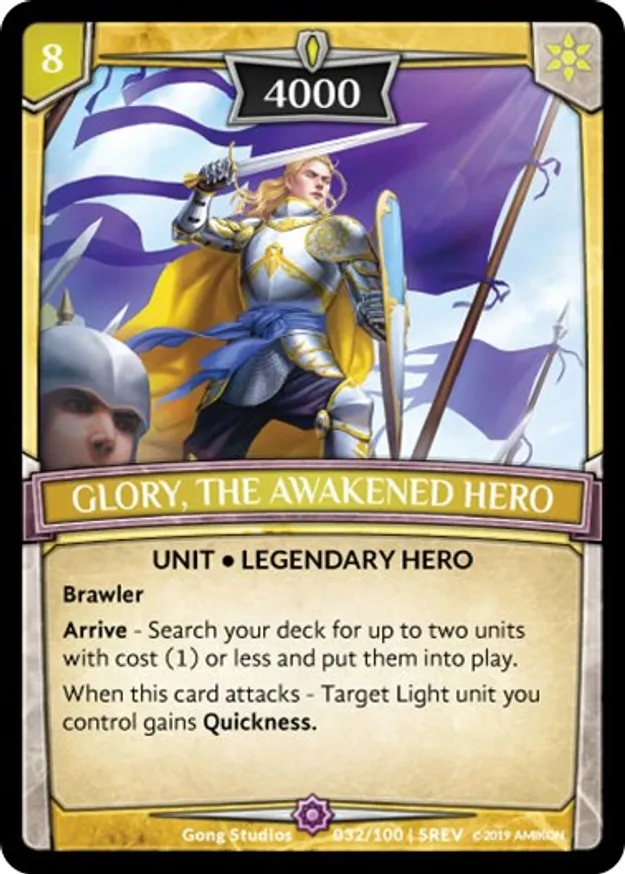 8
4000
GLORY, THE AWAKENED HERO
UNIT • LEGENDARY HERO
Brawler
Arrive - Search your deck for up to two units
with cost (1) or less and put them into play.
When this card attacks - Target Light unit you
control gains Quickness.
Gong Studios 032/100 | 5REV ©2019 AMIKON